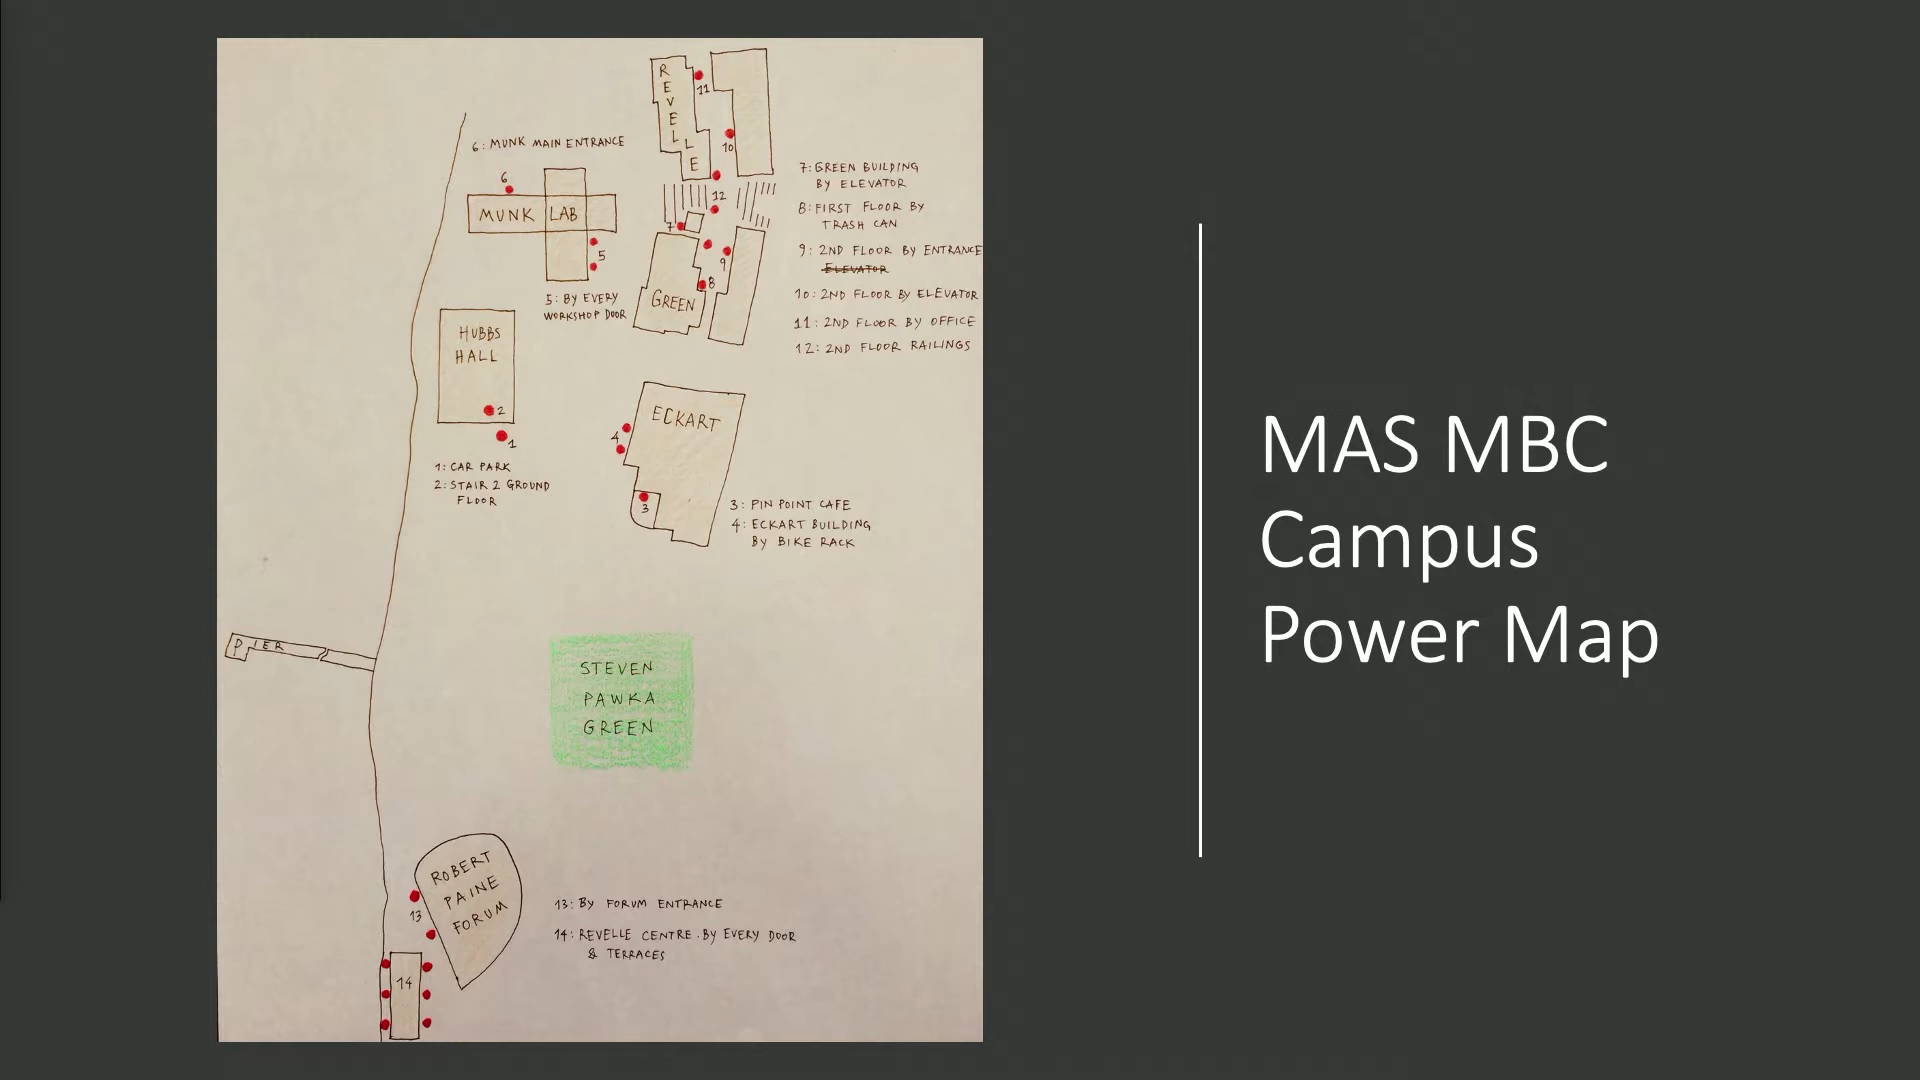 REVELLE
11
10
12
6: MUNK MAIN ENTRANCE
6
MUNK LAB
5
5: BY EVERY
WORKSHOP DOOR
7
9
8
GREEN
7: GREEN BUILDING
BY ELEVATOR
8: FIRST FLOOR BY
TRASH CAN
9: 2ND FLOOR BY ENTRANCE
ELEVATOR
10: 2ND FLOOR BY ELEVATOR
11: 2ND FLOOR BY OFFICE
12: 2ND FLOOR RAILINGS
HUBBS
HALL
2
1
1: CAR PARK
2: STAIR 2 GROUND
FLOOR
ECKART
4
3
3: PIN POINT CAFE
4: ECKART BUILDING
BY BIKE RACK
PIER
STEVEN
PAWKA
GREEN
ROBERT
PAINE
FORUM
13
14
13: BY FORUM ENTRANCE
14: REVELLE CENTRE . BY EVERY DOOR
& TERRACES
MAS MBC
Campus
Power Map